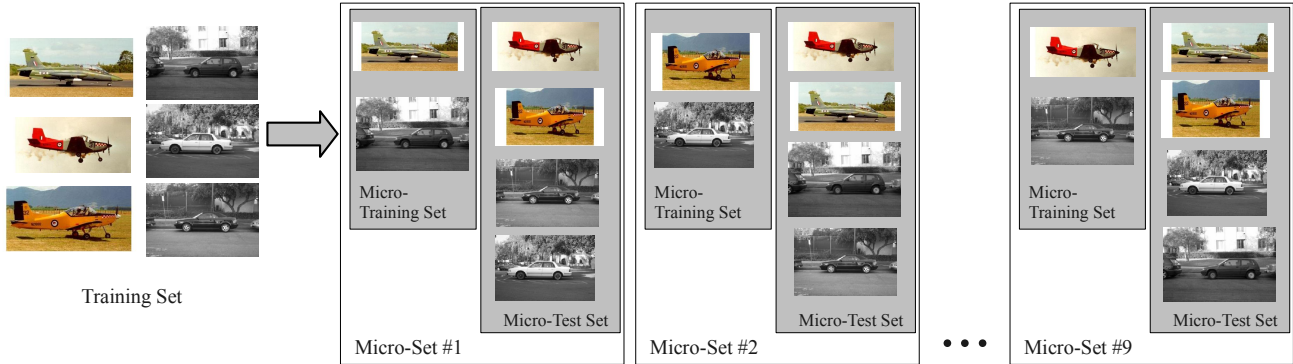 Training Set
Micro-
Training Set
Micro-Test Set
Micro-Set #1
Micro-
Training Set
Micro-Test Set
Micro-Set #2
• • •
Micro-
Training Set
Micro-Test Set
Micro-Set #9